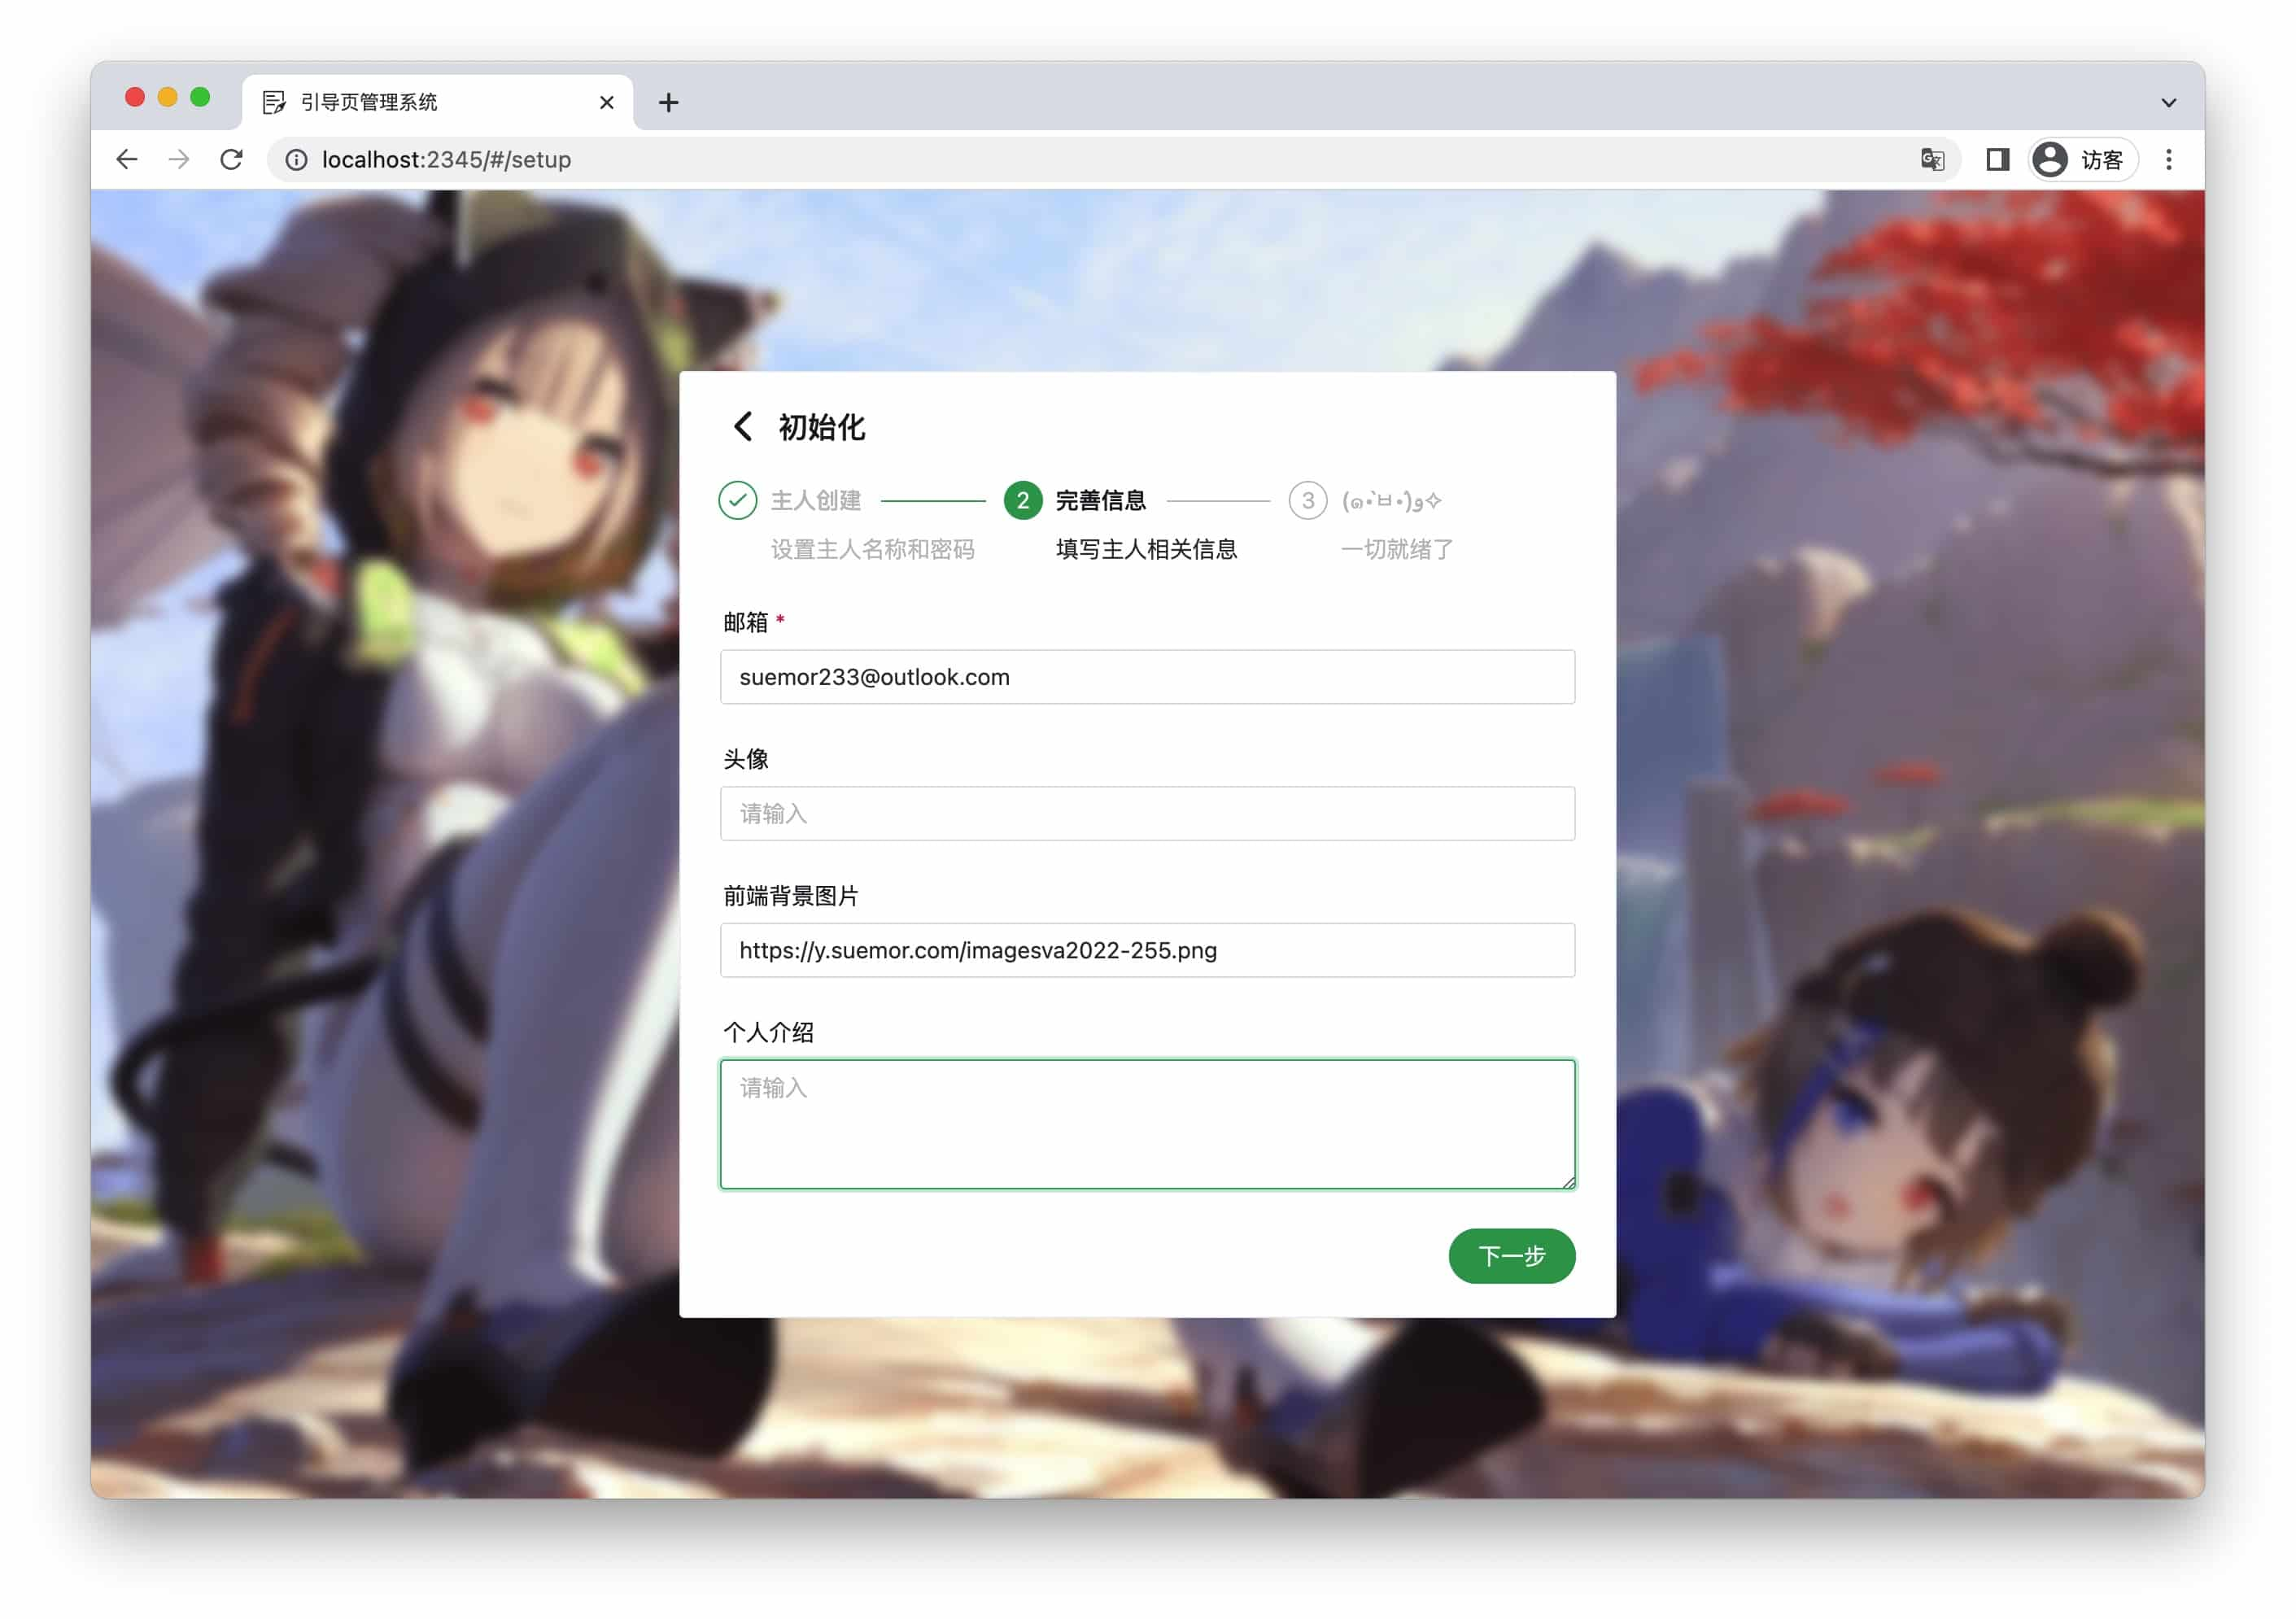 引导页管理系统
localhost:2345/#/setup
访客
初始化
主人创建
设置主人名称和密码
2 完善信息
填写主人相关信息
3 (๑•̀ㅂ•́)و✧
一切就绪了
邮箱 *
suemor233@outlook.com
头像
请输入
前端背景图片
https://y.suemor.com/imagesva2022-255.png
个人介绍
请输入
下一步